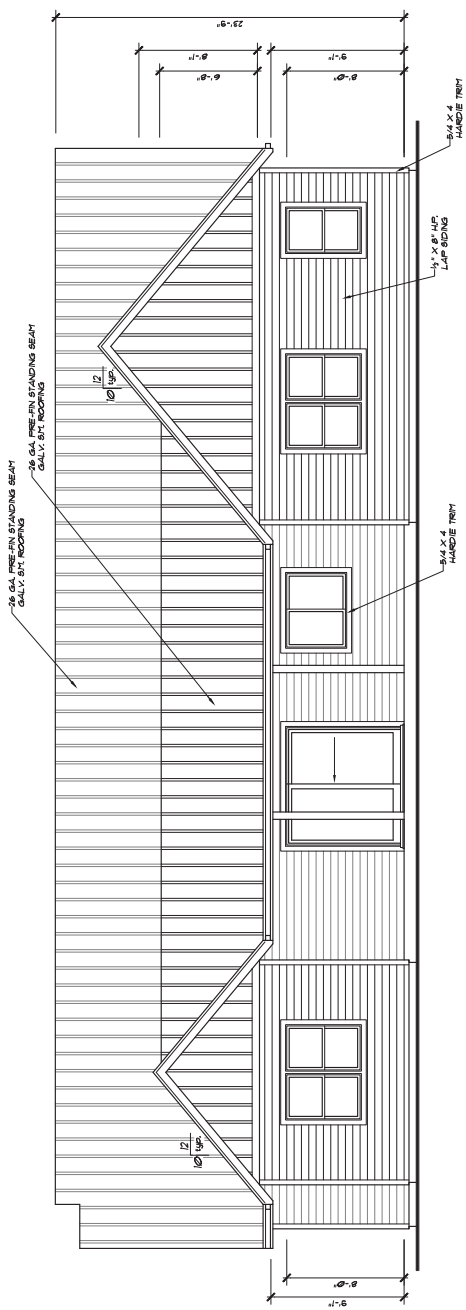 26 GA. PRE-FIN STANDING SEAM
GALV. S.M. ROOFING
26 GA. PRE-FIN STANDING SEAM
GALV. S.M. ROOFING
12
10 typ.
12
10 typ.
23'-9"
8'-1"
6'-8"
9'-1"
8'-0"
5/4 X 4
HARDIE TRIM
½" X 8" H.P.
LAP SIDING
5/4 X 4
HARDIE TRIM
8'-0"
9'-1"